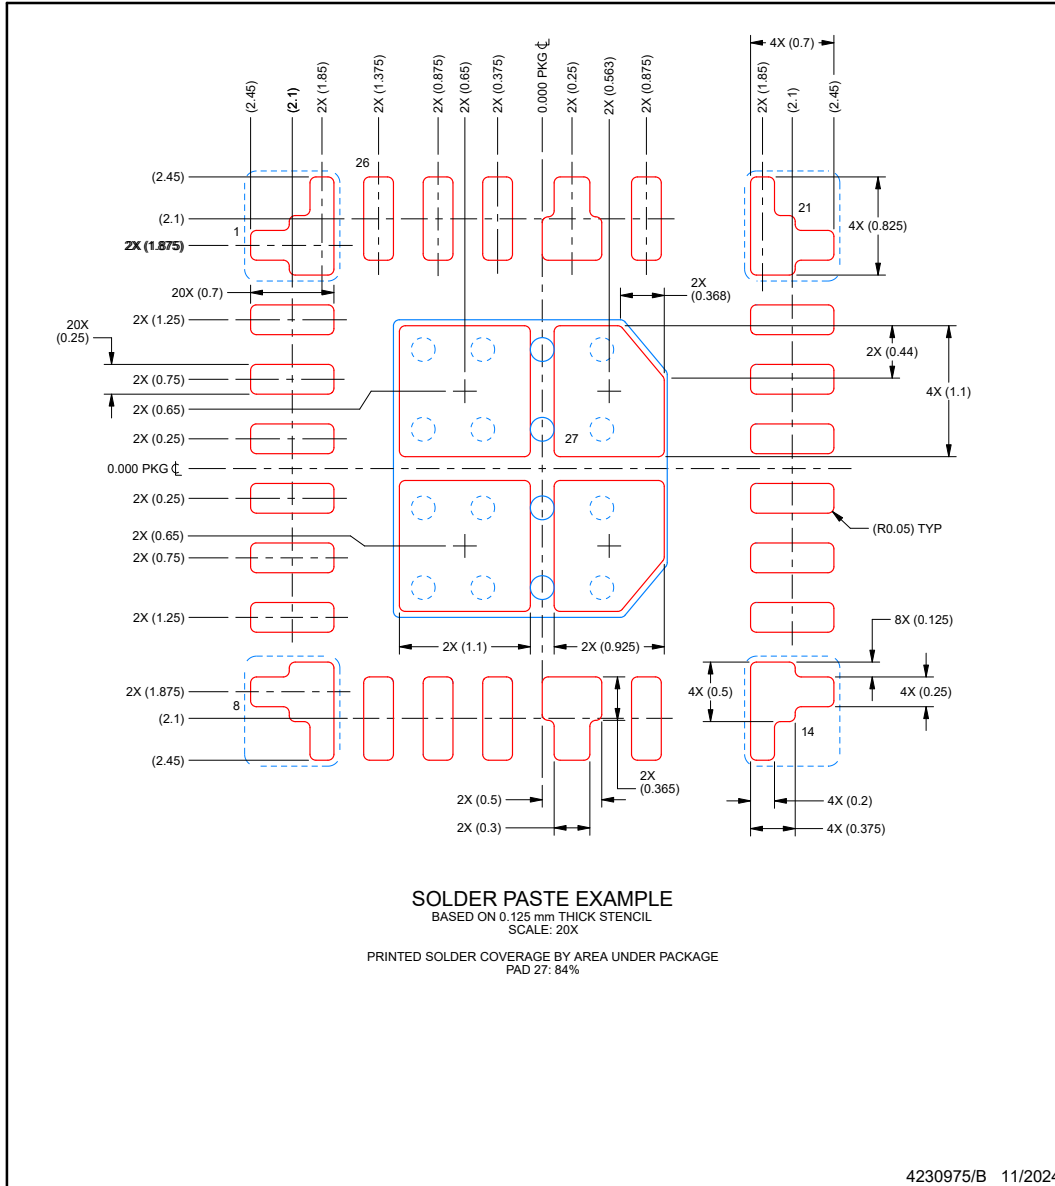 (2.45)
(2.1)
2X (1.85)
2X (1.375)
2X (0.875)
2X (0.65)
2X (0.375)
0.000 PKG ℄
2X (0.25)
2X (0.563)
2X (0.875)
4X (0.7)
2X (1.85)
(2.1)
(2.45)
26
(2.45)
21
(2.1)
4X (0.825)
1
2X (1.875)
20X (0.7)
2X
(0.368)
2X (1.25)
20X
(0.25)
2X (0.44)
2X (0.75)
4X (1.1)
2X (0.65)
2X (0.25)
27
0.000 PKG ℄
2X (0.25)
(R0.05) TYP
2X (0.65)
2X (0.75)
2X (1.25)
8X (0.125)
2X (1.1)
2X (0.925)
2X (1.875)
4X (0.5)
4X (0.25)
8
(2.1)
14
(2.45)
2X
(0.365)
2X (0.5)
4X (0.2)
2X (0.3)
4X (0.375)
SOLDER PASTE EXAMPLE
BASED ON 0.125 mm THICK STENCIL
SCALE: 20X
PRINTED SOLDER COVERAGE BY AREA UNDER PACKAGE
PAD 27: 84%
4230975/B 11/2024